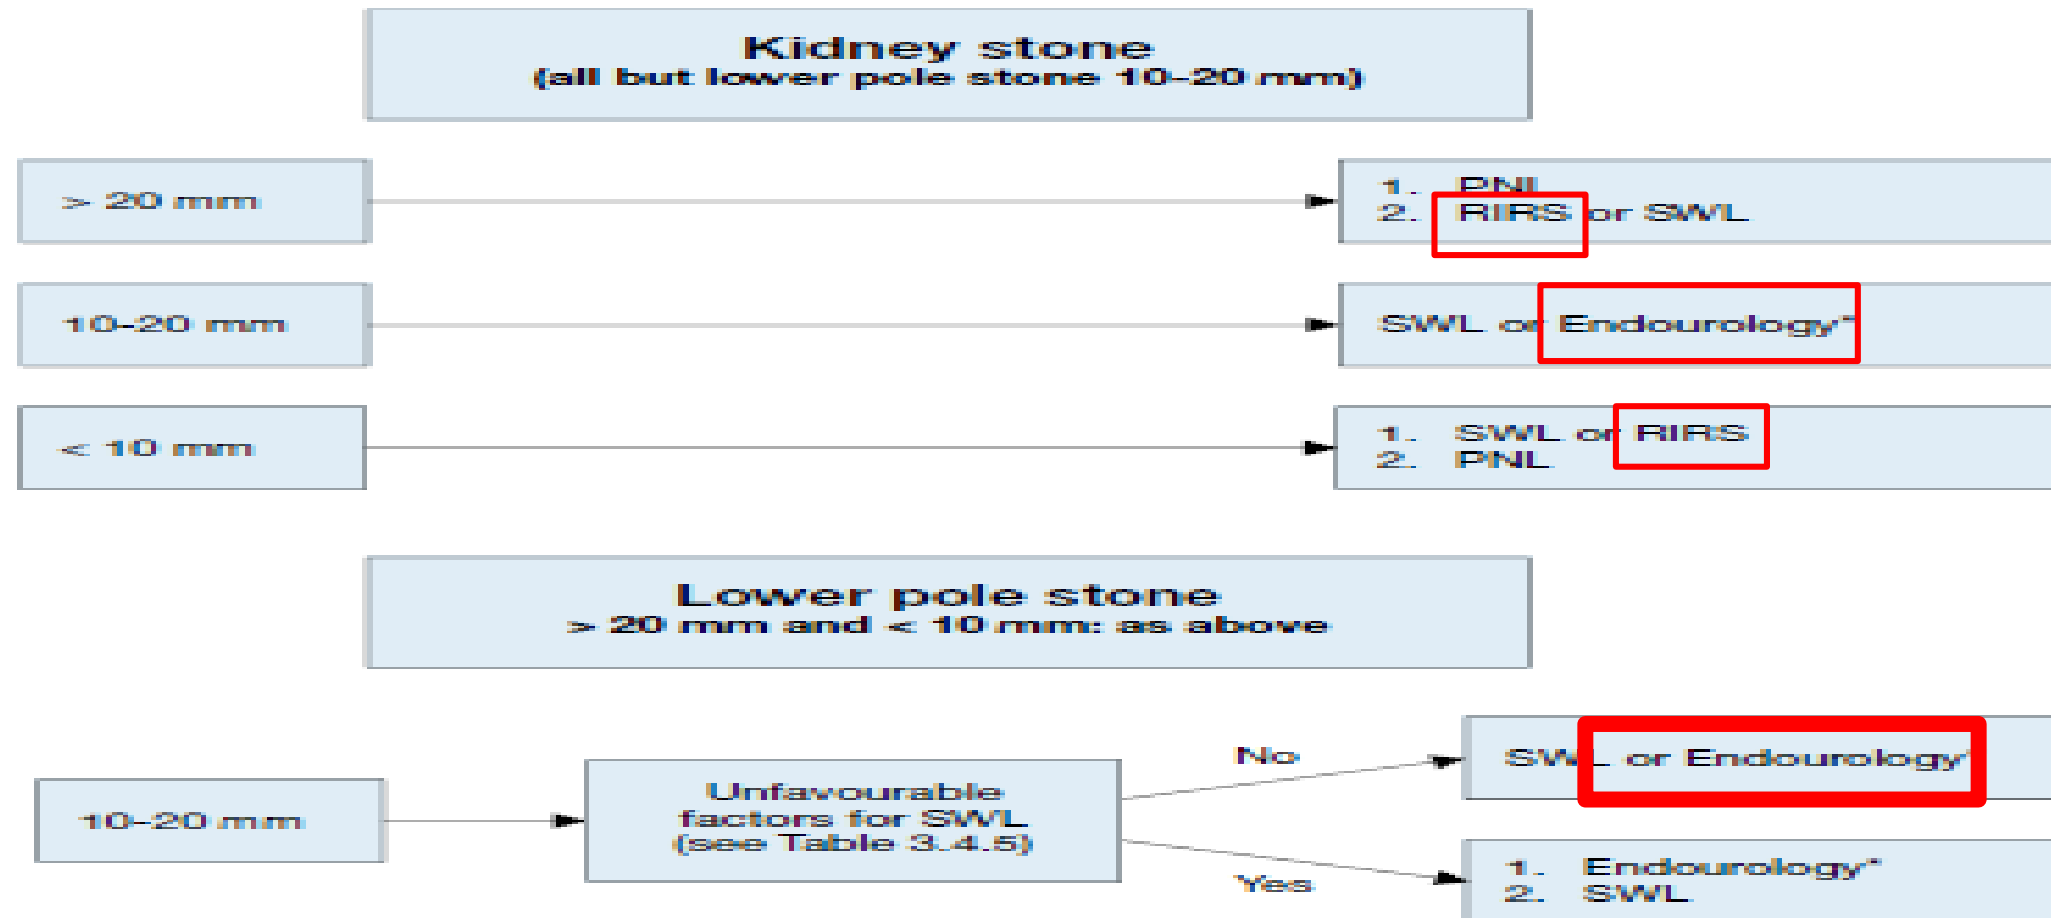 Kidney stone
(all but lower pole stone 10-20 mm)
> 20 mm
1. PNL
2. RIRS or SWL
10-20 mm
SWL or Endourology*
< 10 mm
1. SWL or RIRS
2. PNL
Lower pole stone
> 20 mm and < 10 mm: as above
10-20 mm
Unfavourable
factors for SWL
(see Table 3.4.5)
No
SWL or Endourology*
Yes
1. Endourology*
2. SWL